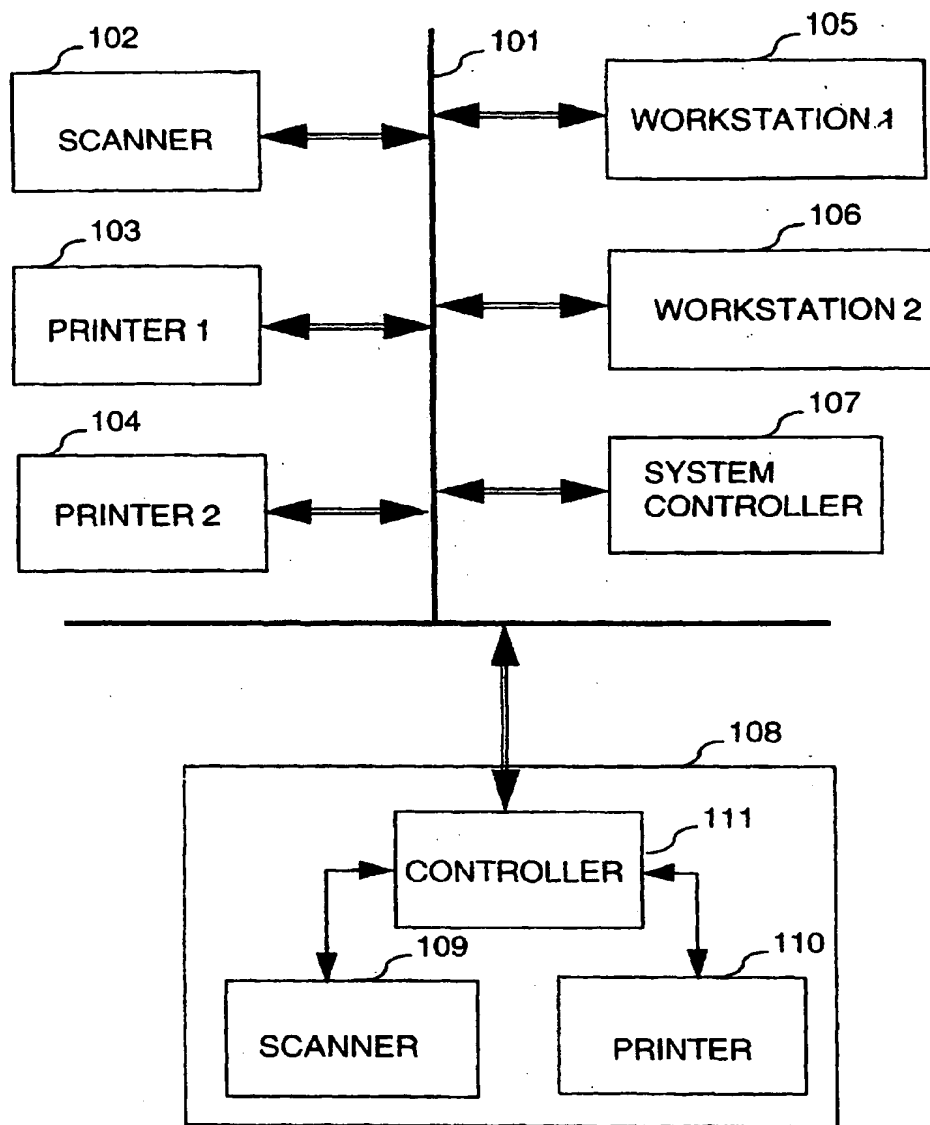 102
101
105
SCANNER
WORKSTATION 1
103
106
PRINTER 1
WORKSTATION 2
104
107
PRINTER 2
SYSTEM
CONTROLLER
108
111
CONTROLLER
109
110
SCANNER
PRINTER